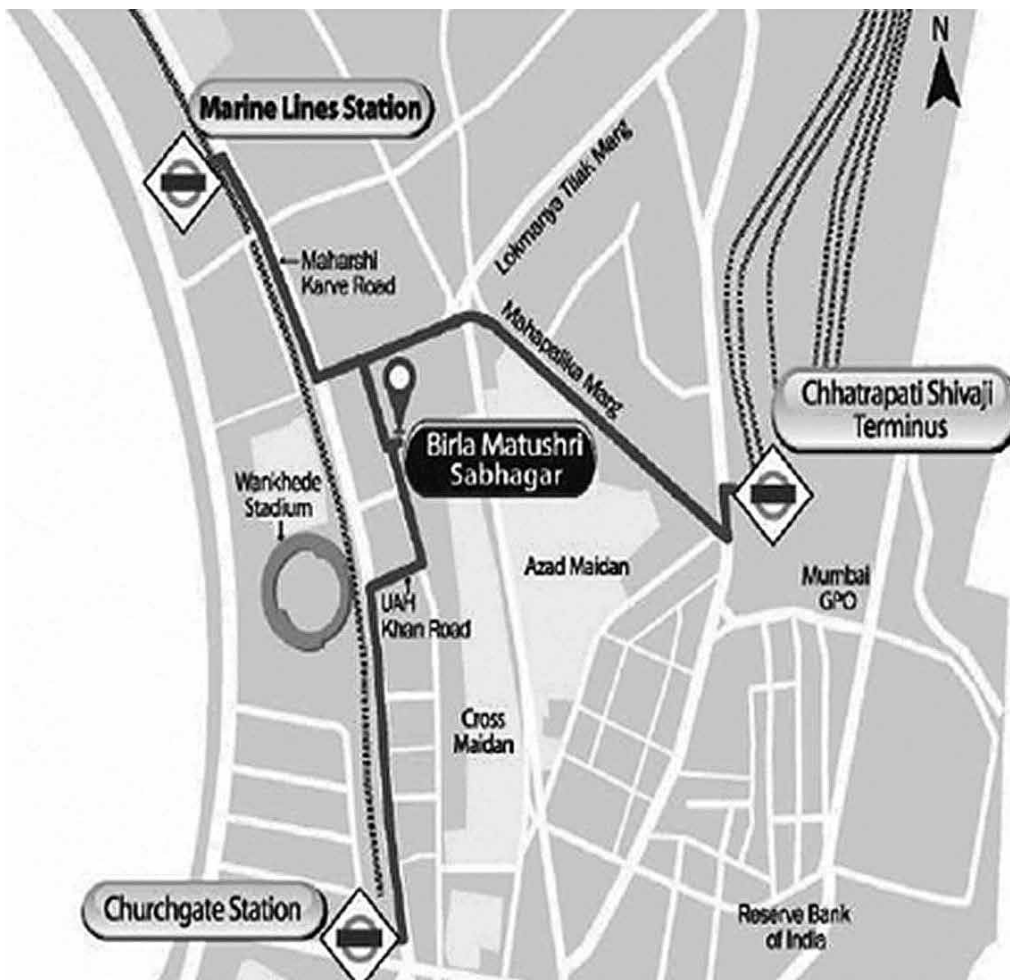 N
Marine Lines Station
Lokmanya Tilak Marg
Maharshi
Karve Road
Mahapalika Marg
Chhatrapati Shivaji
Terminus
Birla Matushri
Sabhagar
Wankhede
Stadium
Azad Maidan
Mumbai
GPO
UAH
Khan Road
Cross
Maidan
Churchgate Station
Reserve Bank
of India